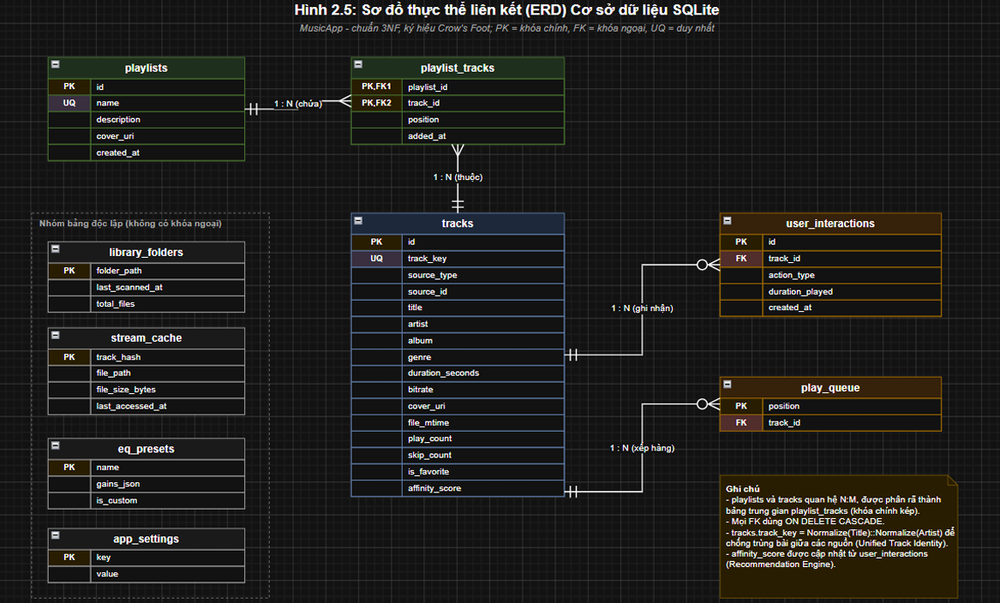 Hình 2.5: Sơ đồ thực thể liên kết (ERD) Cơ sở dữ liệu SQLite
MusicApp - chuẩn 3NF, ký hiệu Crow's Foot; PK = khóa chính, FK = khóa ngoại, UQ = duy nhất
playlists
PK id
UQ name
description
cover_uri
created_at
1 : N (chứa)
playlist_tracks
PK,FK1 playlist_id
PK,FK2 track_id
position
added_at
1 : N (thuộc)
Nhóm bảng độc lập (không có khóa ngoại)
library_folders
PK folder_path
last_scanned_at
total_files
stream_cache
PK track_hash
file_path
file_size_bytes
last_accessed_at
eq_presets
PK name
gains_json
is_custom
app_settings
PK key
value
tracks
PK id
UQ track_key
source_type
source_id
title
artist
album
genre
duration_seconds
bitrate
cover_uri
file_mtime
play_count
skip_count
is_favorite
affinity_score
1 : N (ghi nhận)
1 : N (xếp hàng)
user_interactions
PK id
FK track_id
action_type
duration_played
created_at
play_queue
PK position
FK track_id
Ghi chú
- playlists và tracks quan hệ N:M, được phân rã thành
bảng trung gian playlist_tracks (khóa chính kép).
- Mọi FK dùng ON DELETE CASCADE.
- tracks.track_key = Normalize(Title)::Normalize(Artist) để
chống trùng bài giữa các nguồn (Unified Track Identity).
- affinity_score được cập nhật từ user_interactions
(Recommendation Engine).